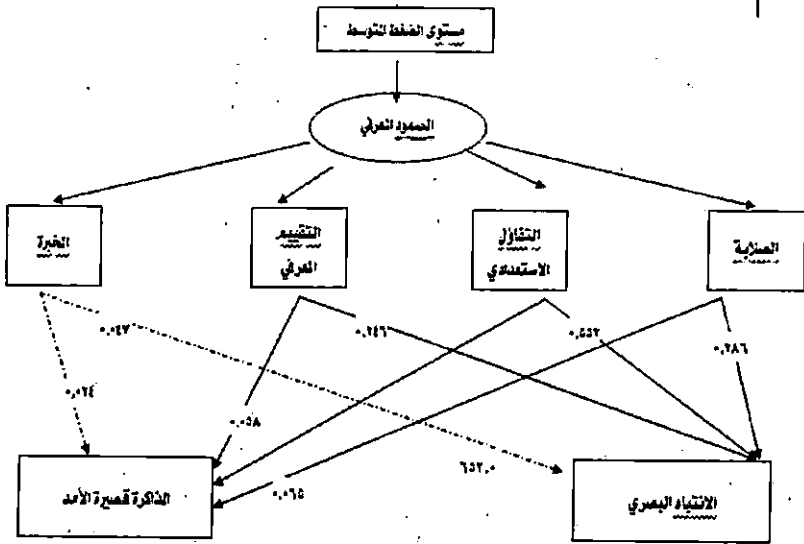 مستوى الضغط المتوسط
الصمود المعرفي
الصلابة
التفاؤل
الاستعدادي
التقييم
المعرفي
الخبرة
٠,٢٨٦
٠,٥٥٢
٠,٢٤٦
٠,٠٤٧
٠,٠٢٤
٠,٠٥٨
٠,٠٦٥
٦٥٢,٠
الانتباه البصري
الذاكرة قصيرة الأمد